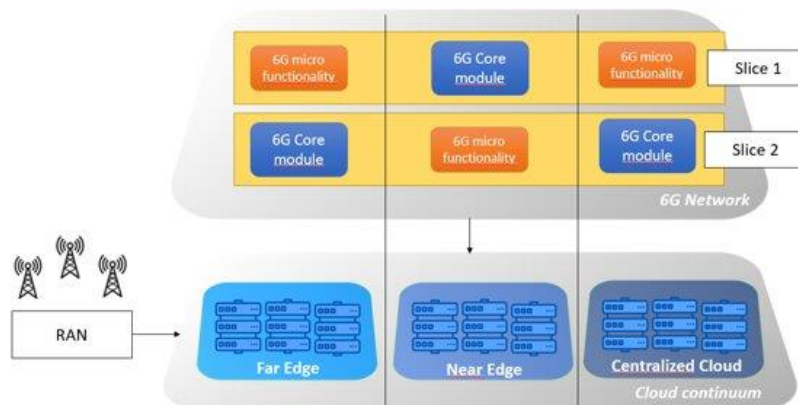 6G micro
functionality
6G Core
module
6G micro
functionality
Slice 1
6G Core
module
6G micro
functionality
6G Core
module
Slice 2
6G Network
RAN
Far Edge
Near Edge
Centralized Cloud
Cloud continuum